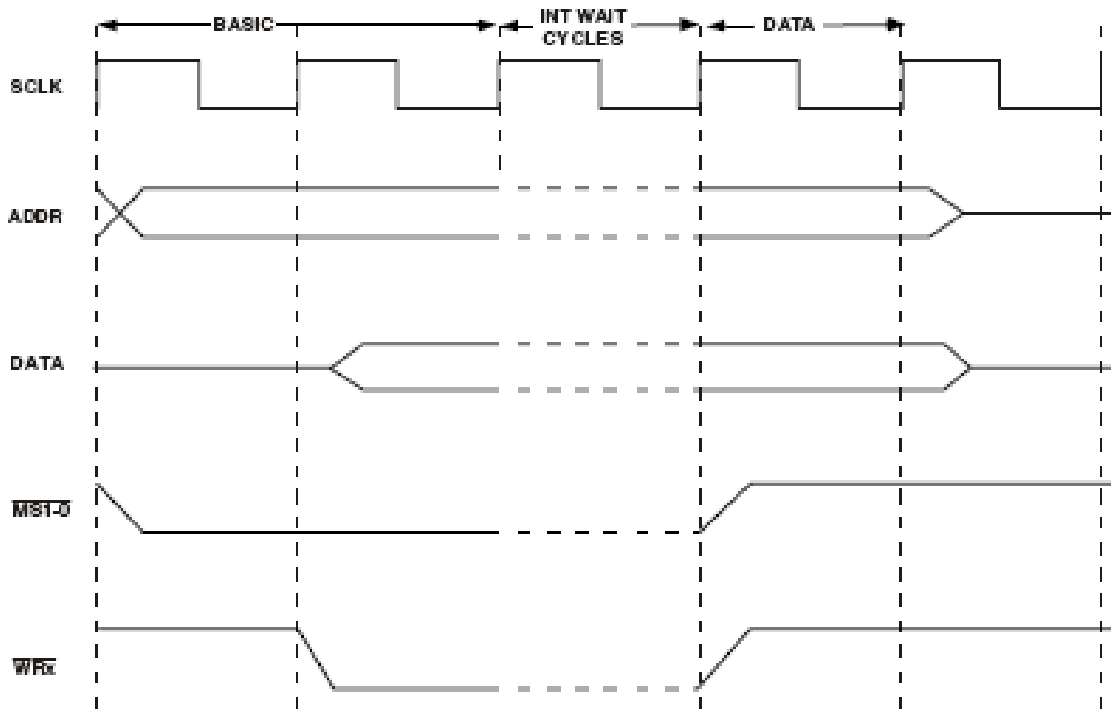 BASIC
INT WAIT
CYCLES
DATA
SCLK
ADDR
DATA
MS1-0
WRx